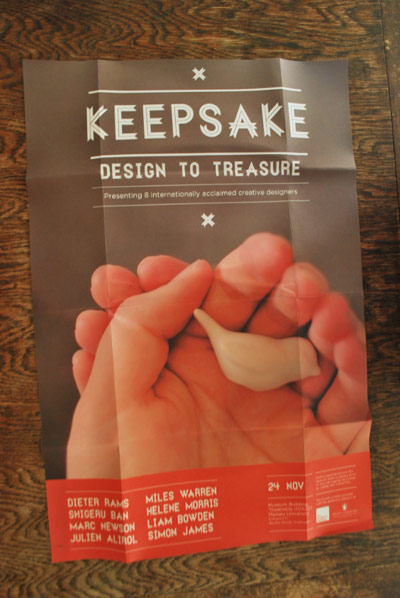 KEEPSAKE
DESIGN TO TREASURE
Presenting 8 internationally acclaimed creative designers
DIETER RAMS
SHIGERU BAN
MARC NEWSON
JULIEN ALIROL
MILES WARREN
HELENE MORRIS
LIAM BOWDEN
SIMON JAMES
24 NOV